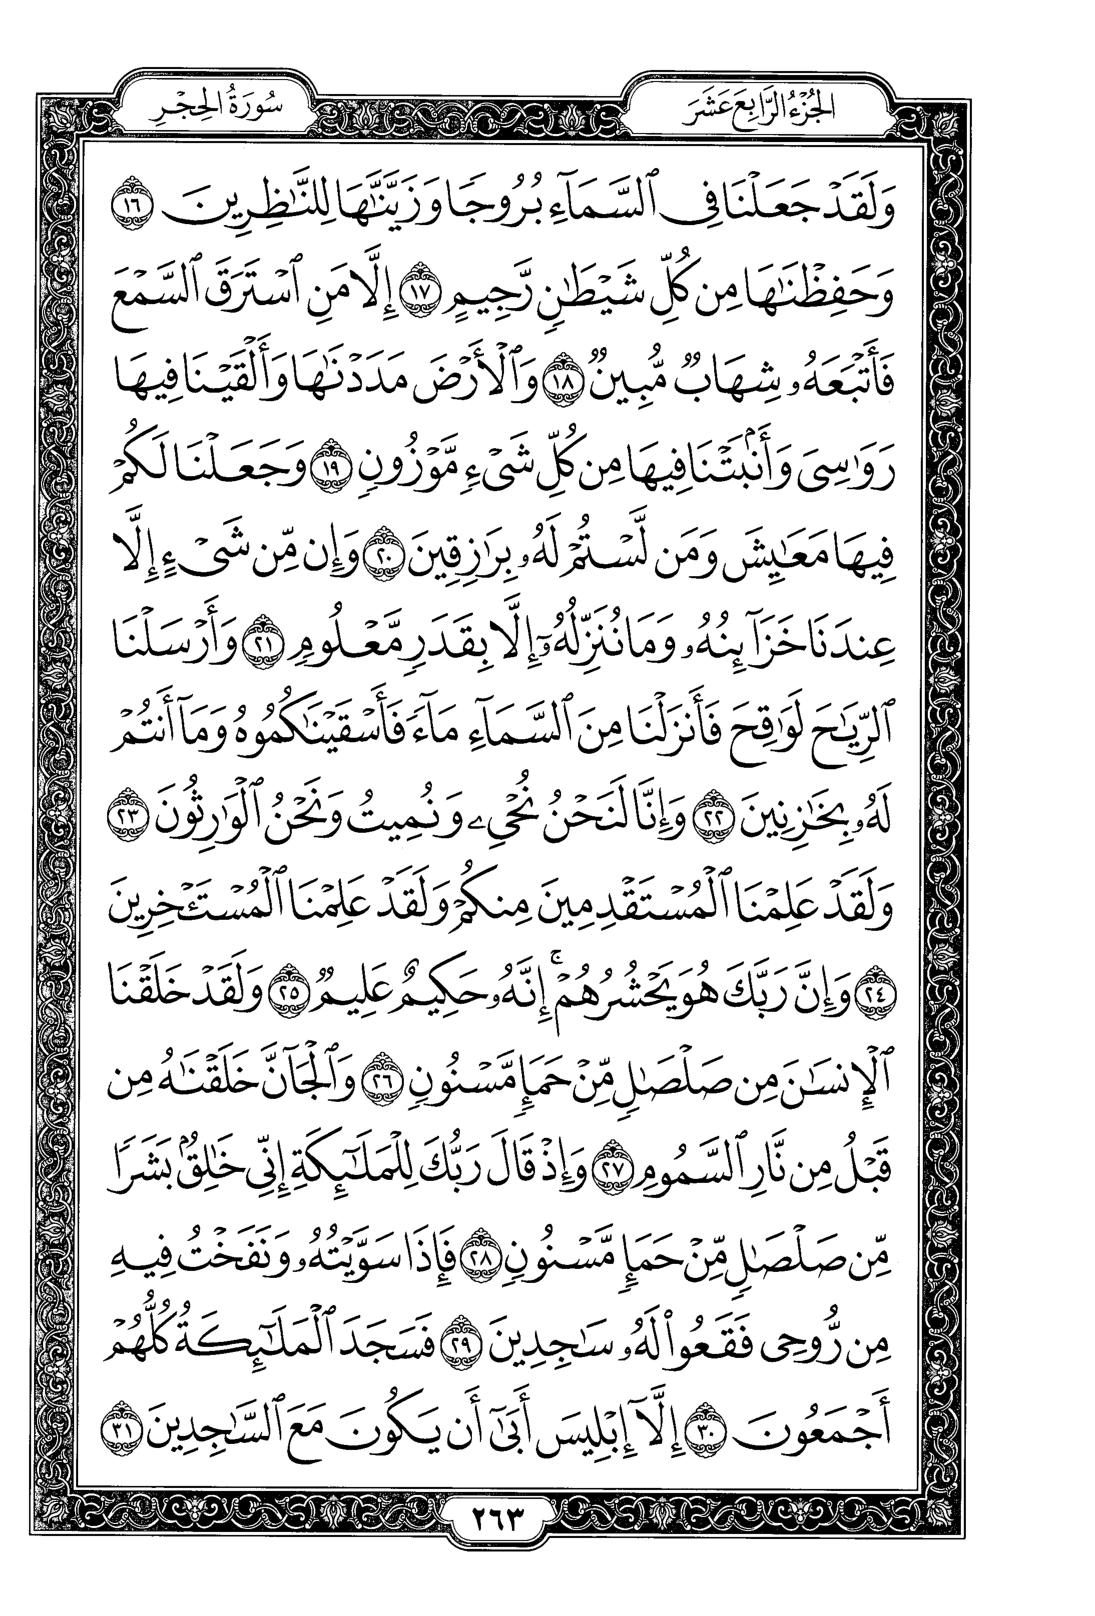 الجُزْءُ الرَّابِعَ عَشَرَ
سُورَةُ الحِجْرِ
وَلَقَدْ جَعَلْنَا فِى ٱلسَّمَآءِ بُرُوجًا وَزَيَّنَّٰهَا لِلنَّٰظِرِينَ ١٦
وَحَفِظْنَٰهَا مِن كُلِّ شَيْطَٰنٍ رَّجِيمٍ ١٧ إِلَّا مَنِ ٱسْتَرَقَ ٱلسَّمْعَ
فَأَتْبَعَهُۥ شِهَابٌ مُّبِينٌ ١٨ وَٱلْأَرْضَ مَدَدْنَٰهَا وَأَلْقَيْنَا فِيهَا
رَوَٰسِىَ وَأَنۢبَتْنَا فِيهَا مِن كُلِّ شَىْءٍ مَّوْزُونٍ ١٩ وَجَعَلْنَا لَكُمْ
فِيهَا مَعَٰيِشَ وَمَن لَّسْتُمْ لَهُۥ بِرَٰزِقِينَ ٢٠ وَإِن مِّن شَىْءٍ إِلَّا
عِندَنَا خَزَآئِنُهُۥ وَمَا نُنَزِّلُهُۥٓ إِلَّا بِقَدَرٍ مَّعْلُومٍ ٢١ وَأَرْسَلْنَا
ٱلرِّيَٰحَ لَوَٰقِحَ فَأَنزَلْنَا مِنَ ٱلسَّمَآءِ مَآءً فَأَسْقَيْنَٰكُمُوهُ وَمَآ أَنتُمْ
لَهُۥ بِخَٰزِنِينَ ٢٢ وَإِنَّا لَنَحْنُ نُحْىِۦ وَنُمِيتُ وَنَحْنُ ٱلْوَٰرِثُونَ ٢٣
وَلَقَدْ عَلِمْنَا ٱلْمُسْتَقْدِمِينَ مِنكُمْ وَلَقَدْ عَلِمْنَا ٱلْمُسْتَـْٔخِرِينَ
٢٤ وَإِنَّ رَبَّكَ هُوَ يَحْشُرُهُمْ ۚ إِنَّهُۥ حَكِيمٌ عَلِيمٌ ٢٥ وَلَقَدْ خَلَقْنَا
ٱلْإِنسَٰنَ مِن صَلْصَٰلٍ مِّنْ حَمَإٍ مَّسْنُونٍ ٢٦ وَٱلْجَآنَّ خَلَقْنَٰهُ مِن
قَبْلُ مِن نَّارِ ٱلسَّمُومِ ٢٧ وَإِذْ قَالَ رَبُّكَ لِلْمَلَٰٓئِكَةِ إِنِّى خَٰلِقٌۢ بَشَرًا
مِّن صَلْصَٰلٍ مِّنْ حَمَإٍ مَّسْنُونٍ ٢٨ فَإِذَا سَوَّيْتُهُۥ وَنَفَخْتُ فِيهِ
مِن رُّوحِى فَقَعُوا۟ لَهُۥ سَٰجِدِينَ ٢٩ فَسَجَدَ ٱلْمَلَٰٓئِكَةُ كُلُّهُمْ
أَجْمَعُونَ ٣٠ إِلَّآ إِبْلِيسَ أَبَىٰٓ أَن يَكُونَ مَعَ ٱلسَّٰجِدِينَ ٣١
٢٦٣